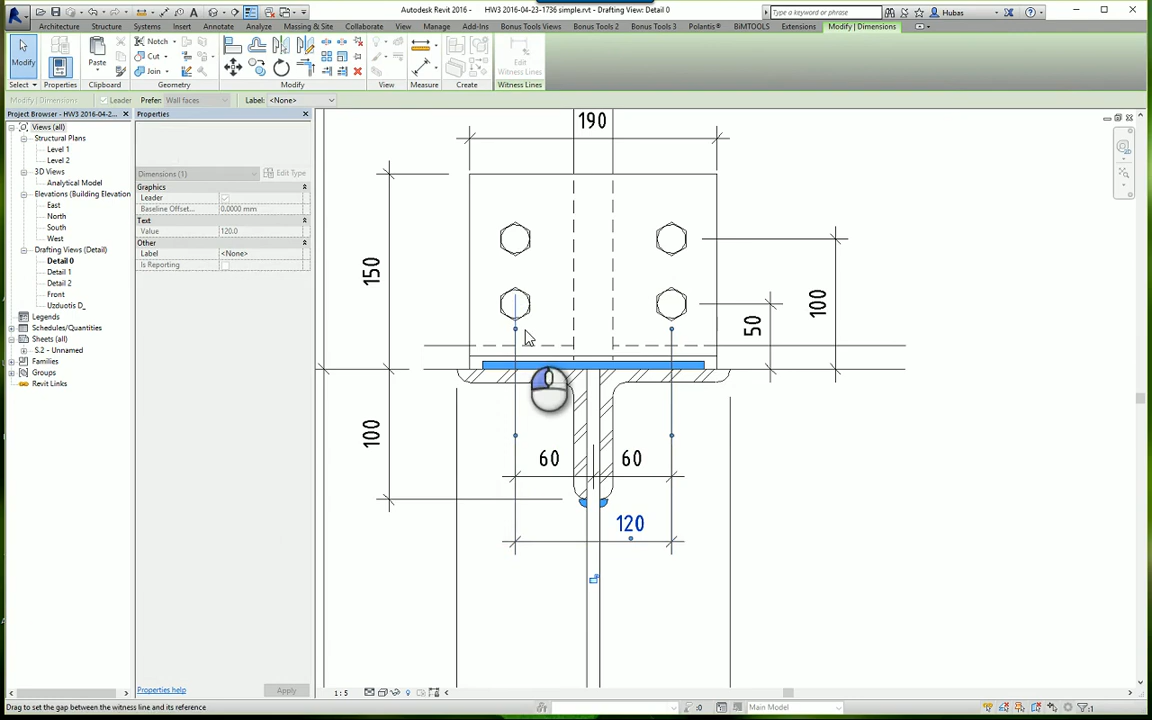 Autodesk Revit 2016 - HW3 2016-04-23-1736 simple.rvt - Drafting View: Detail 0
Type a keyword or phrase
Hubas
Architecture Structure Systems Insert Annotate Analyze Massing & Site Collaborate View Manage Add-Ins Bonus Tools Views Bonus Tools 2 Bonus Tools 3 Polantis® BiMTOOLS Extensions Modify | Dimensions
Modify
Properties
Paste
Notch
Cut
Join
Edit
Witness Lines
Select Properties Clipboard Geometry Modify View Measure Create Witness Lines
Modify | Dimensions Leader Prefer: Wall faces Label: <None>
Project Browser - HW3 2016-04-2...
Views (all)
Structural Plans
Level 1
Level 2
3D Views
Analytical Model
Elevations (Building Elevation
East
North
South
West
Drafting Views (Detail)
Detail 0
Detail 1
Detail 2
Front
Uzduotis D_
Legends
Schedules/Quantities
Sheets (all)
S.2 - Unnamed
Families
Groups
Revit Links
Properties
Dimensions (1) Edit Type
Graphics
Leader
Baseline Offset... 0.0000 mm
Text
Value 120.0
Other
Label <None>
Is Reporting
Properties help Apply
190
150
100
50
100
60 60
120
0
1:5
Drag to set the gap between the witness line and its reference
:0
Main Model
:1